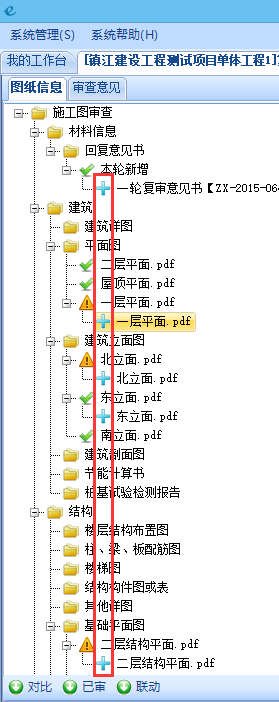 系统管理(S) 系统帮助(H)
我的工作台 [镇江建设工程测试项目单体工程1]
图纸信息 审查意见
施工图审查
材料信息
回复意见书
本轮新增
一轮复审意见书【ZX-2015-064
建筑
建筑详图
平面图
二层平面.pdf
屋顶平面.pdf
一层平面.pdf
一层平面.pdf
建筑立面图
北立面.pdf
北立面.pdf
东立面.pdf
东立面.pdf
南立面.pdf
建筑剖面图
节能计算书
桩基试验检测报告
结构
楼层结构布置图
柱、梁、板配筋图
楼梯图
结构构件图或表
其他详图
基础平面图
二层结构平面.pdf
二层结构平面.pdf
对比 已审 联动